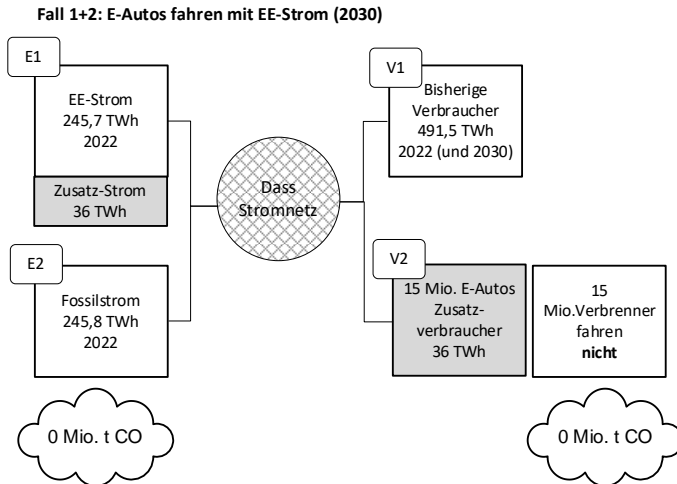 Fall 1+2: E-Autos fahren mit EE-Strom (2030)
E1
EE-Strom
245,7 TWh
2022
Zusatz-Strom
36 TWh
E2
Fossilstrom
245,8 TWh
2022
0 Mio. t CO
Dass
Stromnetz
V1
Bisherige
Verbraucher
491,5 TWh
2022 (und 2030)
V2
15 Mio. E-Autos
Zusatz-
verbraucher
36 TWh
15
Mio.Verbrenner
fahren
nicht
0 Mio. t CO